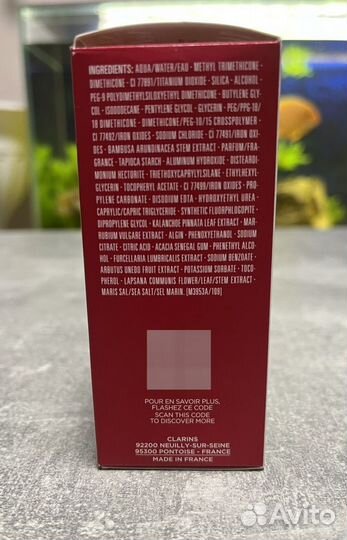 INGREDIENTS: AQUA/WATER/EAU • METHYL TRIMETHICONE •
DIMETHICONE • CI 77891/TITANIUM DIOXIDE • SILICA • ALCOHOL •
PEG-9 POLYDIMETHYLSILOXYETHYL DIMETHICONE • BUTYLENE GLY-
COL • ISODODECANE • PENTYLENE GLYCOL • GLYCERIN • PEG/PPG-18/
18 DIMETHICONE • DIMETHICONE/PEG-10/15 CROSSPOLYMER •
CI 77492/IRON OXIDES • SODIUM CHLORIDE • CI 77491/IRON OXI-
DES • BAMBUSA ARUNDINACEA STEM EXTRACT • PARFUM/FRA-
GRANCE • TAPIOCA STARCH • ALUMINUM HYDROXIDE • DISTEARDI-
MONIUM HECTORITE • TRIETHOXYCAPRYLYLSILANE • ETHYLHEXYL-
GLYCERIN • TOCOPHERYL ACETATE • CI 77499/IRON OXIDES • PRO-
PYLENE CARBONATE • DISODIUM EDTA • HYDROXYETHYL UREA •
CAPRYLIC/CAPRIC TRIGLYCERIDE • SYNTHETIC FLUORPHLOGOPITE •
DIPROPYLENE GLYCOL • KALANCHOE PINNATA LEAF EXTRACT • MAR-
RUBIUM VULGARE EXTRACT • ALGIN • PHENOXYETHANOL • SODIUM
CITRATE • CITRIC ACID • ACACIA SENEGAL GUM • PHENETHYL ALCO-
HOL • FURCELLARIA LUMBRICALIS EXTRACT • SODIUM BENZOATE •
ARBUTUS UNEDO FRUIT EXTRACT • POTASSIUM SORBATE • TOCO-
PHEROL • LAPSANA COMMUNIS FLOWER/LEAF/STEM EXTRACT •
MARIS SAL/SEA SALT/SEL MARIN. [M3953A/109]
POUR EN SAVOIR PLUS,
FLASHEZ CE CODE
SCAN THIS CODE
TO DISCOVER MORE
CLARINS
92200 NEUILLY-SUR-SEINE
95300 PONTOISE - FRANCE
MADE IN FRANCE
Avito